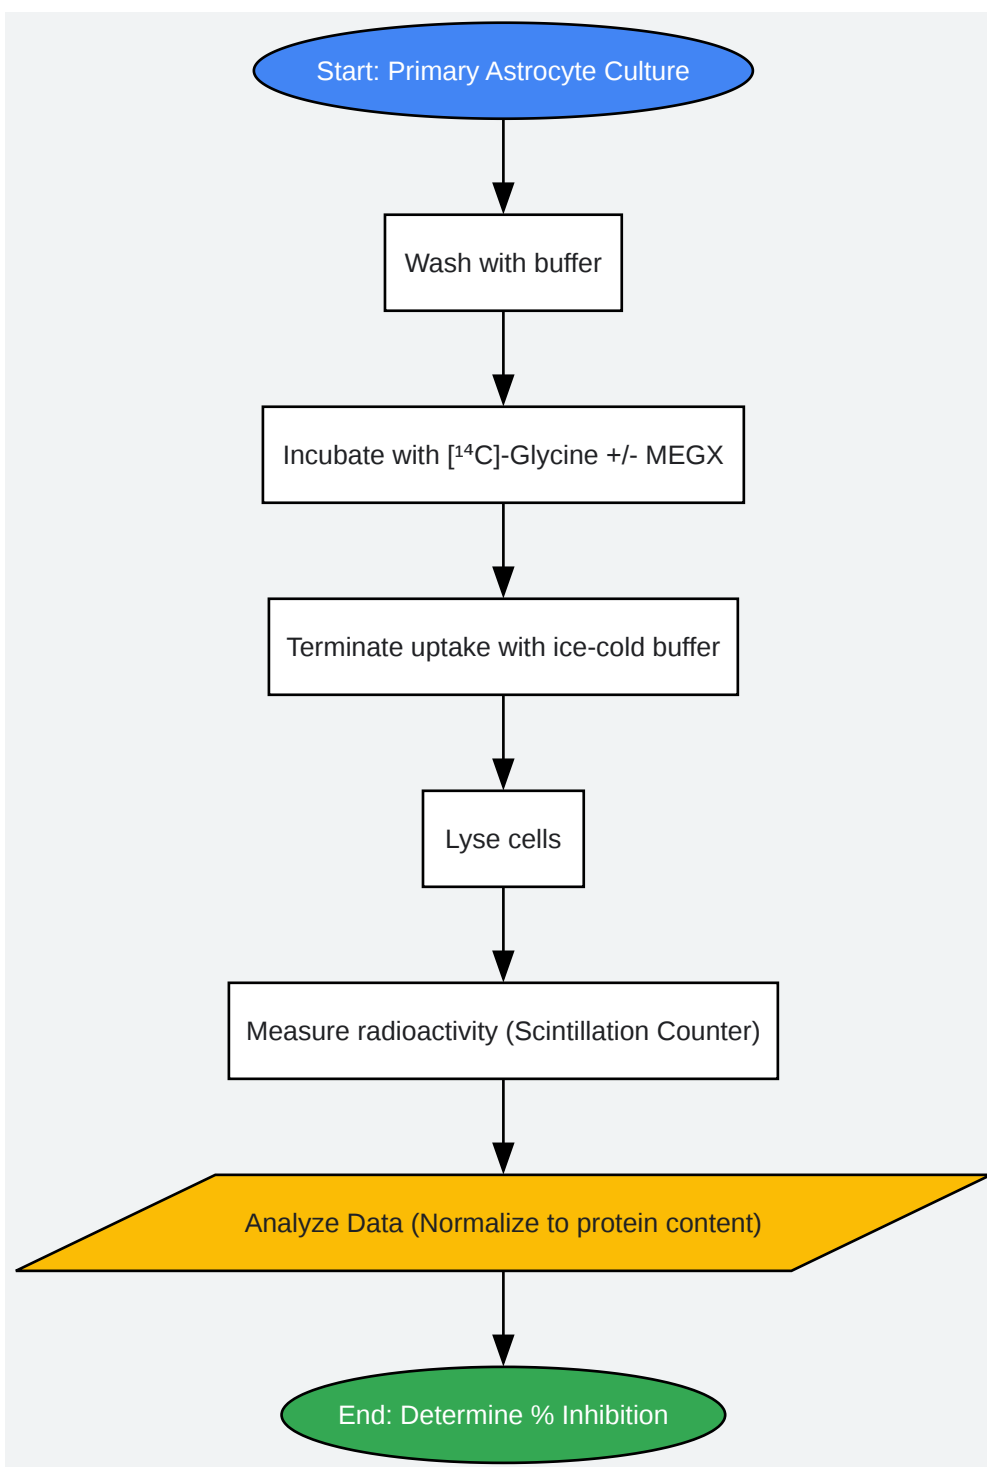 Start: Primary Astrocyte Culture
Wash with buffer
Incubate with [¹⁴C]-Glycine +/- MEGX
Terminate uptake with ice-cold buffer
Lyse cells
Measure radioactivity (Scintillation Counter)
Analyze Data (Normalize to protein content)
End: Determine % Inhibition